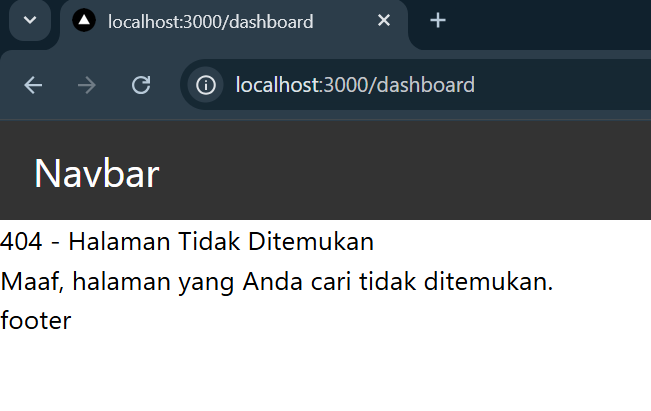 localhost:3000/dashboard
localhost:3000/dashboard
Navbar
404 - Halaman Tidak Ditemukan
Maaf, halaman yang Anda cari tidak ditemukan.
footer